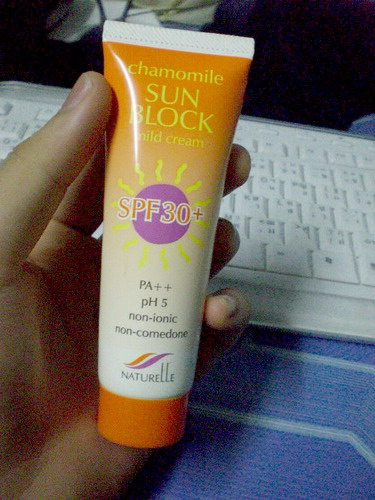 chamomile
SUN
BLOCK
mild cream
SPF30+
PA++
pH 5
non-ionic
non-comedone
NATURELLE